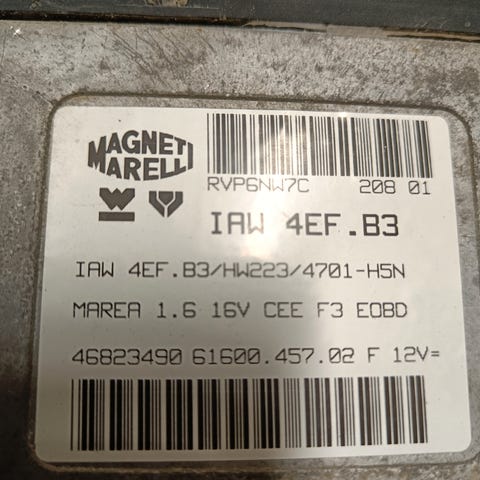 MAGNETI
MARELLI
RVP6NW7C 208 01
IAW 4EF.B3
IAW 4EF.B3/HW223/4701-H5N
MAREA 1.6 16V CEE F3 EOBD
46823490 61600.457.02 F 12V=